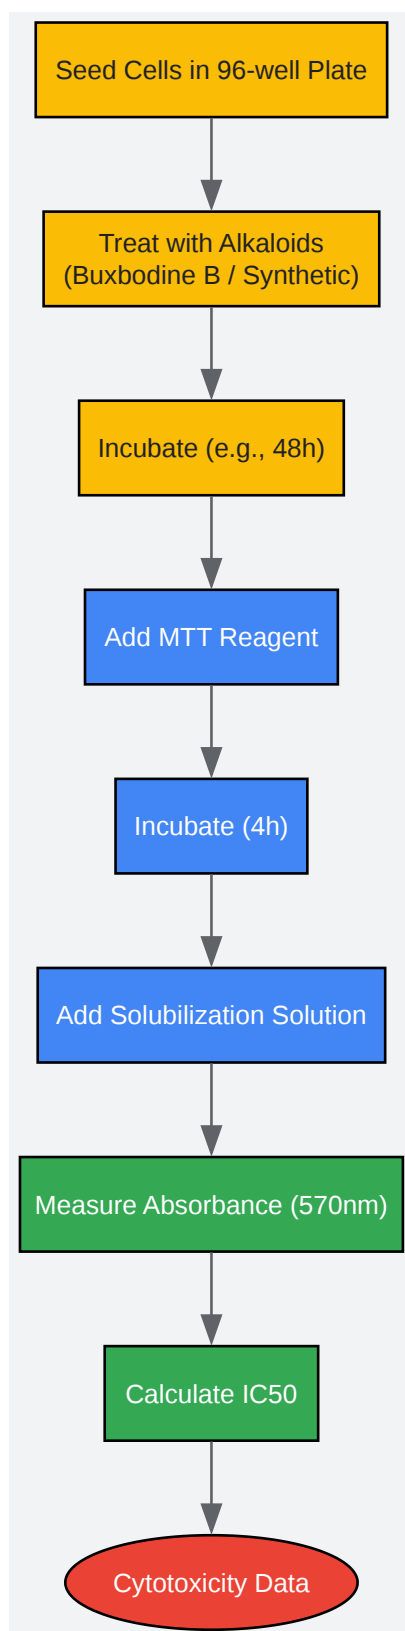 Seed Cells in 96-well Plate
Treat with Alkaloids
(Buxbodine B / Synthetic)
Incubate (e.g., 48h)
Add MTT Reagent
Incubate (4h)
Add Solubilization Solution
Measure Absorbance (570nm)
Calculate IC50
Cytotoxicity Data